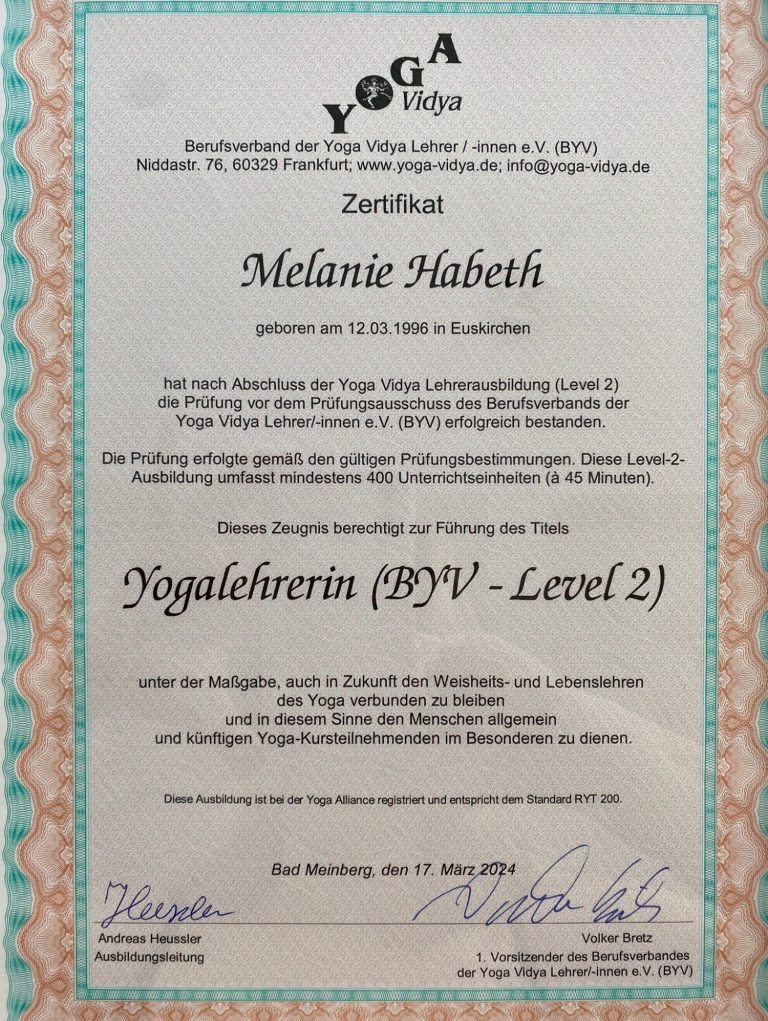 YOGA
Vidya
Berufsverband der Yoga Vidya Lehrer / -innen e.V. (BYV)
Niddastr. 76, 60329 Frankfurt; www.yoga-vidya.de; info@yoga-vidya.de
Zertifikat
Melanie Habeth
geboren am 12.03.1996 in Euskirchen
hat nach Abschluss der Yoga Vidya Lehrerausbildung (Level 2)
die Prüfung vor dem Prüfungsausschuss des Berufsverbands der
Yoga Vidya Lehrer/-innen e.V. (BYV) erfolgreich bestanden.
Die Prüfung erfolgte gemäß den gültigen Prüfungsbestimmungen. Diese Level-2-
Ausbildung umfasst mindestens 400 Unterrichtseinheiten (à 45 Minuten).
Dieses Zeugnis berechtigt zur Führung des Titels
Yogalehrerin (BYV - Level 2)
unter der Maßgabe, auch in Zukunft den Weisheits- und Lebenslehren
des Yoga verbunden zu bleiben
und in diesem Sinne den Menschen allgemein
und künftigen Yoga-Kursteilnehmenden im Besonderen zu dienen.
Diese Ausbildung ist bei der Yoga Alliance registriert und entspricht dem Standard RYT 200.
Bad Meinberg, den 17. März 2024
Heussler
Andreas Heussler
Ausbildungsleitung
Volker Bretz
1. Vorsitzender des Berufsverbandes
der Yoga Vidya Lehrer/-innen e.V. (BYV)